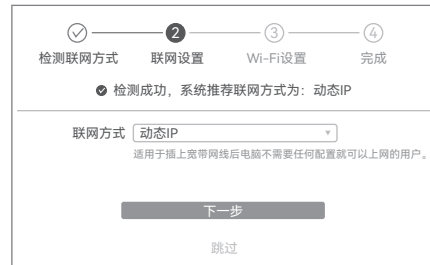 2 3 4
检测联网方式 联网设置 Wi-Fi设置 完成
检测成功，系统推荐联网方式为：动态IP
联网方式 动态IP
适用于插上宽带网线后电脑不需要任何配置就可以上网的用户。
下一步
跳过